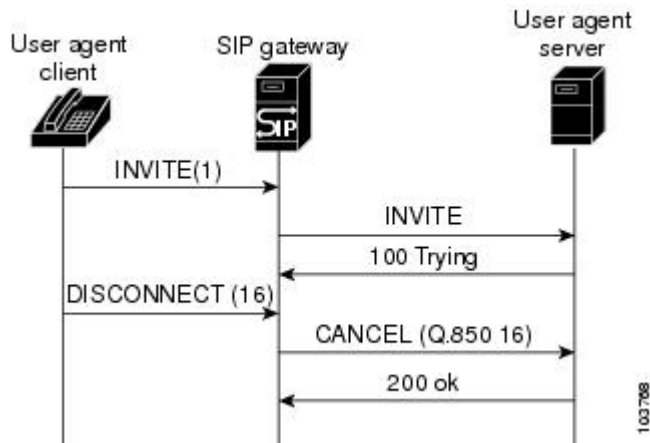 User agent
client
SIP gateway
User agent
server
SIP
INVITE(1)
INVITE
100 Trying
DISCONNECT (16)
CANCEL (Q.850 16)
200 ok
103768